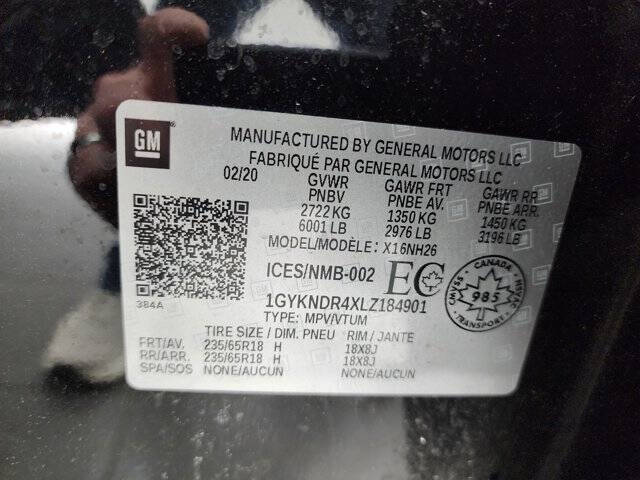 GM ®
MANUFACTURED BY GENERAL MOTORS LLC
FABRIQUÉ PAR GENERAL MOTORS LLC
02/20 GVWR GAWR FRT GAWR RR
PNBV PNBE AV. PNBE ARR.
2722 KG 1350 KG 1450 KG
6001 LB 2976 LB 3196 LB
MODEL/MODÈLE: X16NH26
384A
ICES/NMB-002 EC
1GYKNDR4XLZ184901
TYPE: MPV/VTUM
CANADA
CMVSS 985 NSVAC
TRANSPORT
TIRE SIZE / DIM. PNEU RIM / JANTE
FRT/AV. 235/65R18 H 18X8J
RR/ARR. 235/65R18 H 18X8J
SPA/SOS NONE/AUCUN NONE/AUCUN